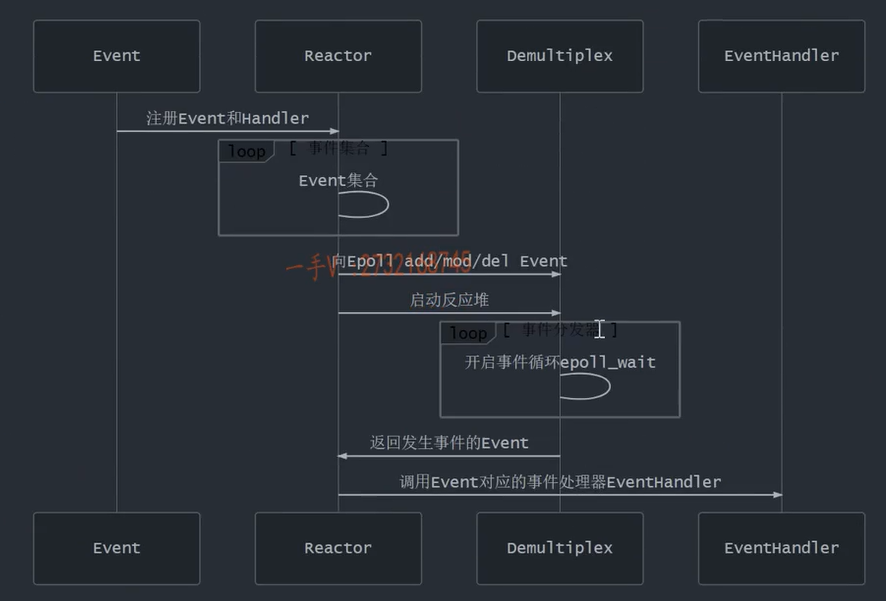 Event
Reactor
Demultiplex
EventHandler
注册Event和Handler
loop
[ 事件集合 ]
Event集合
向Epoll add/mod/del Event
一手V:2732168745
启动反应堆
loop
[ 事件分发器 ]
开启事件循环epoll_wait
返回发生事件的Event
调用Event对应的事件处理器EventHandler
Event
Reactor
Demultiplex
EventHandler